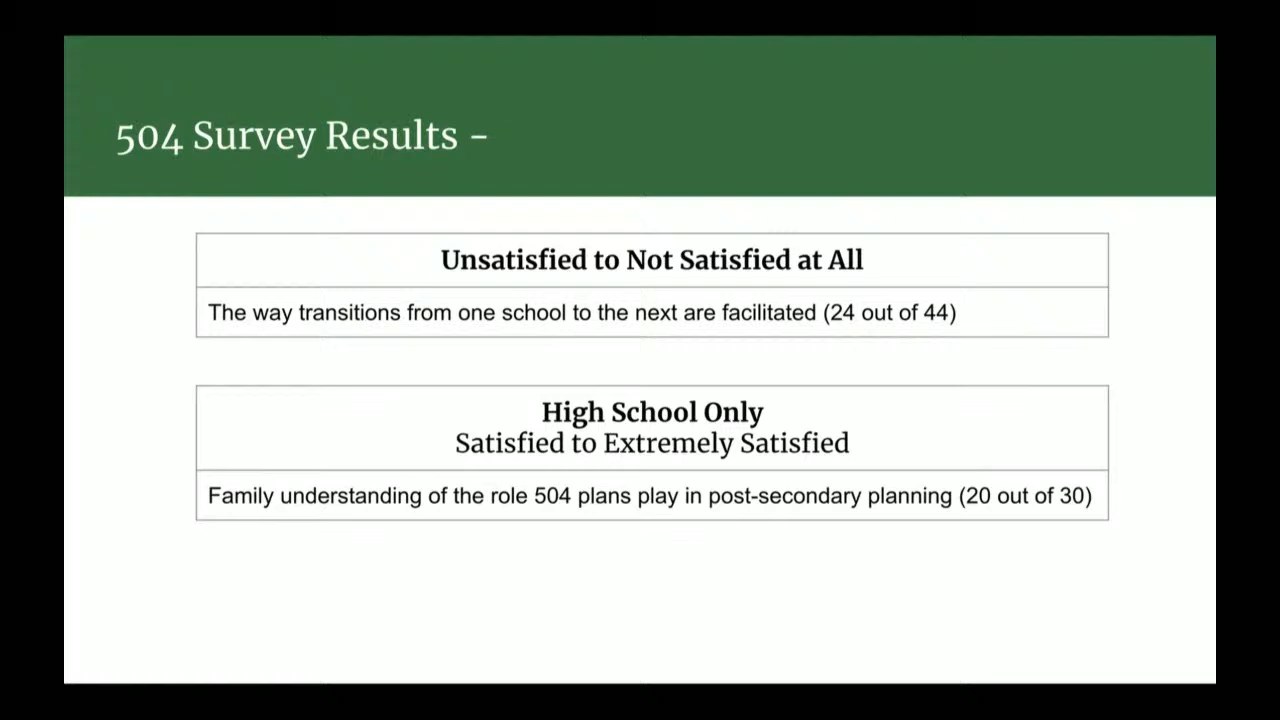 504 Survey Results -
Unsatisfied to Not Satisfied at All
The way transitions from one school to the next are facilitated (24 out of 44)
High School Only
Satisfied to Extremely Satisfied
Family understanding of the role 504 plans play in post-secondary planning (20 out of 30)